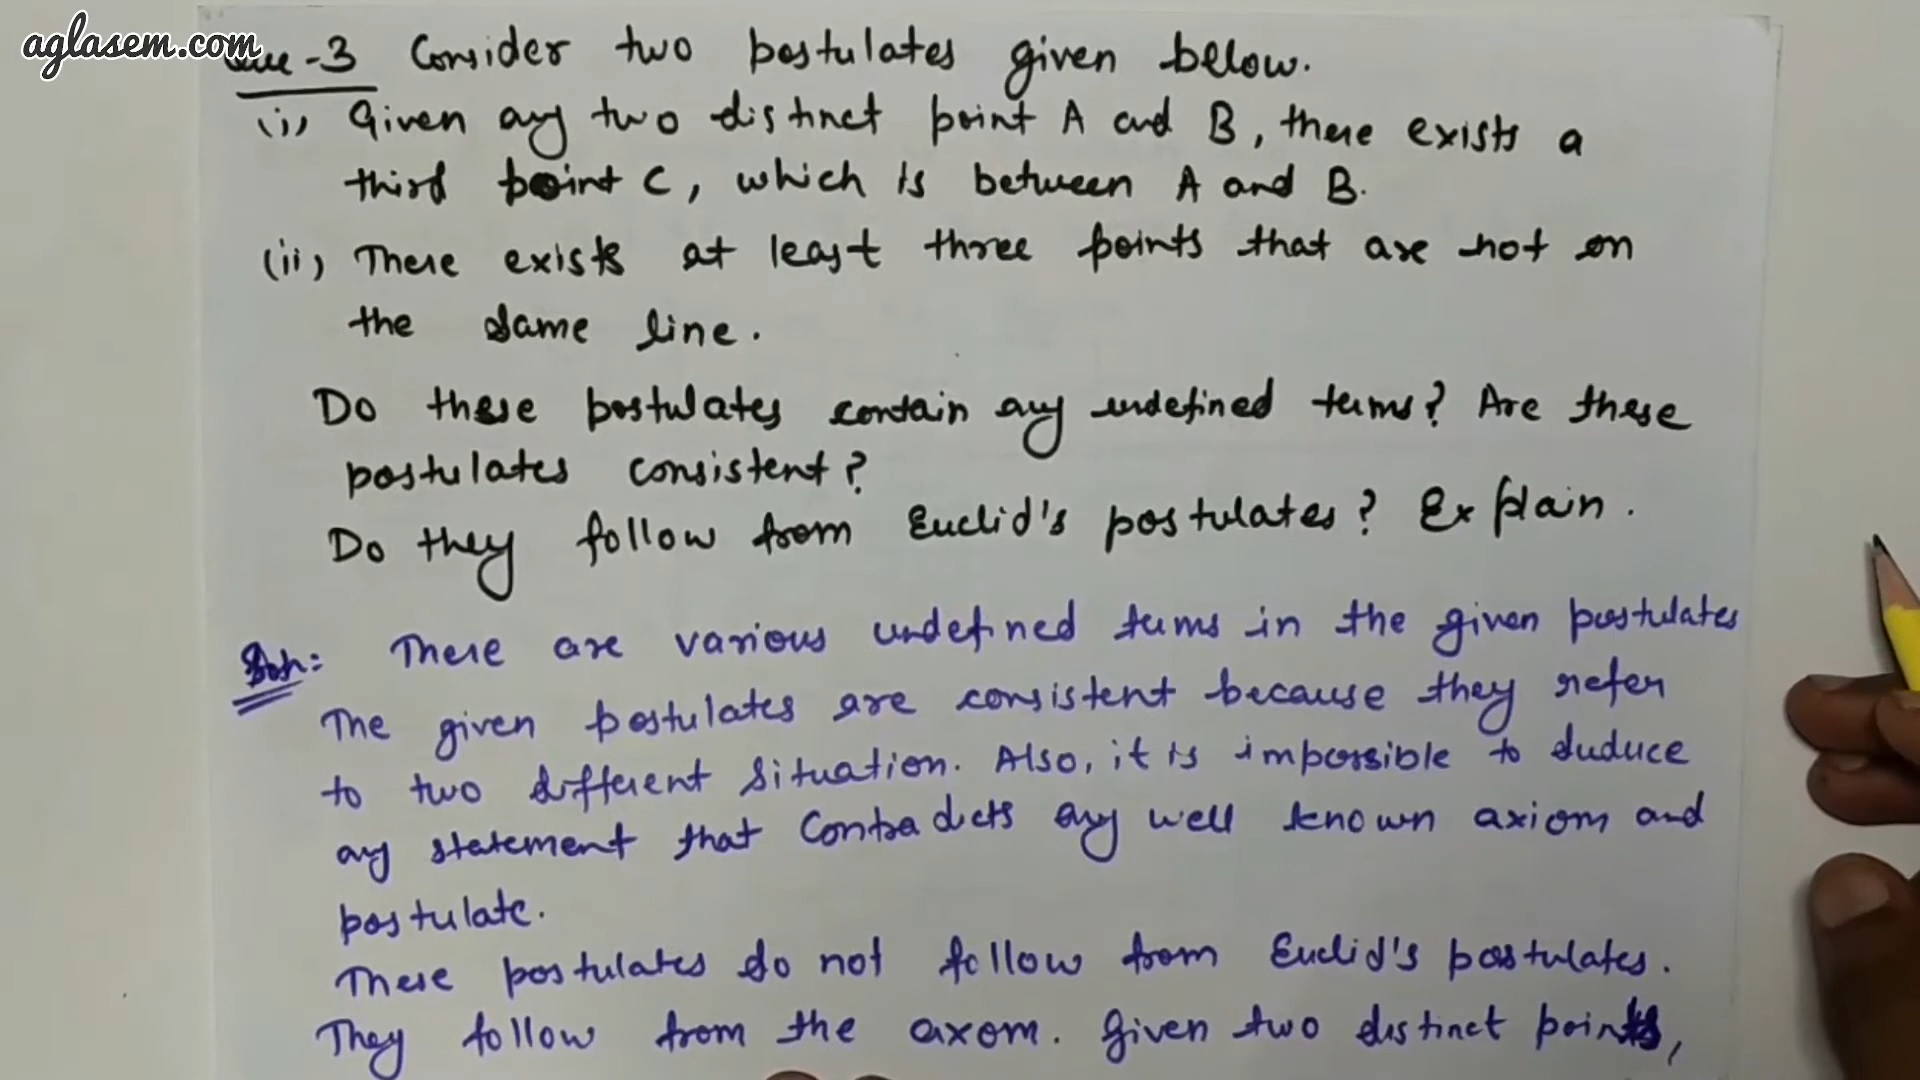 aglasem.com
Que-3 Consider two postulates given below.
(i) Given any two distinct point A and B, there exists a
third point C, which is between A and B.
(ii) There exists at least three points that are not on
the same line.
Do these postulates contain any undefined terms? Are these
postulates consistent?
Do they follow from Euclid's postulates? Explain.
Soln: There are various undefined terms in the given postulates
The given postulates are consistent because they refer
to two different situation. Also, it is impossible to duduce
any statement that Contradicts any well known axiom and
postulate.
These postulates do not follow from Euclid's postulates.
They follow from the axom. Given two distinct points,